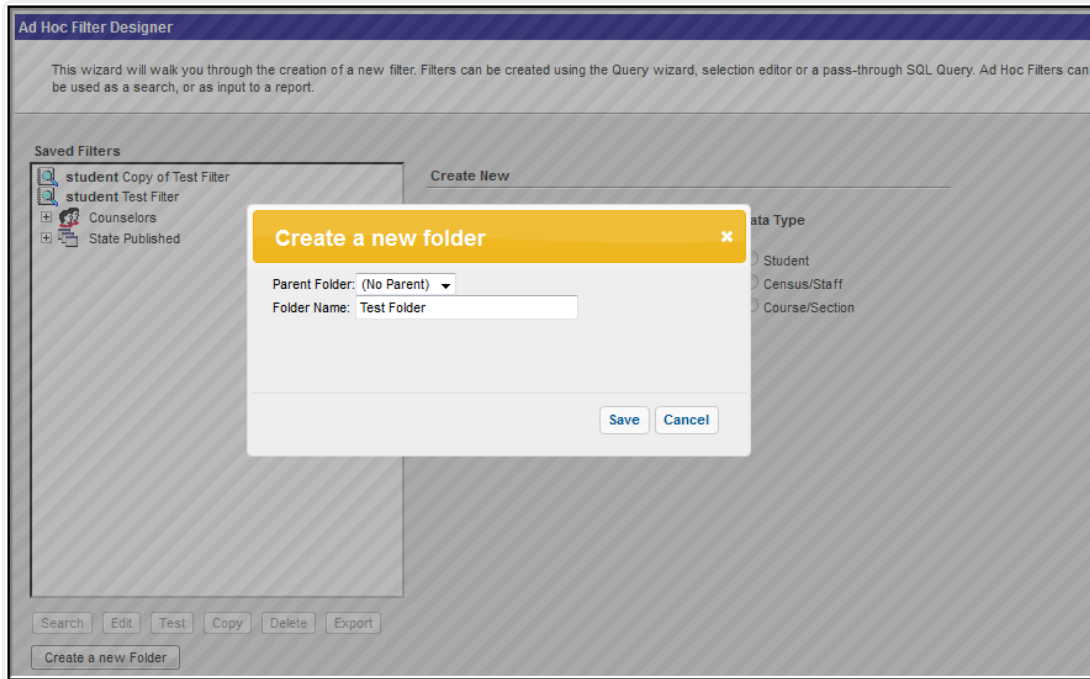 Ad Hoc Filter Designer
This wizard will walk you through the creation of a new filter. Filters can be created using the Query wizard, selection editor or a pass-through SQL Query. Ad Hoc Filters can
be used as a search, or as input to a report.
Saved Filters
student Copy of Test Filter
student Test Filter
Counselors
State Published
Create New
ata Type
Student
Census/Staff
Course/Section
Create a new folder
Parent Folder: (No Parent)
Folder Name: Test Folder
Save Cancel
Search Edit Test Copy Delete Export
Create a new Folder